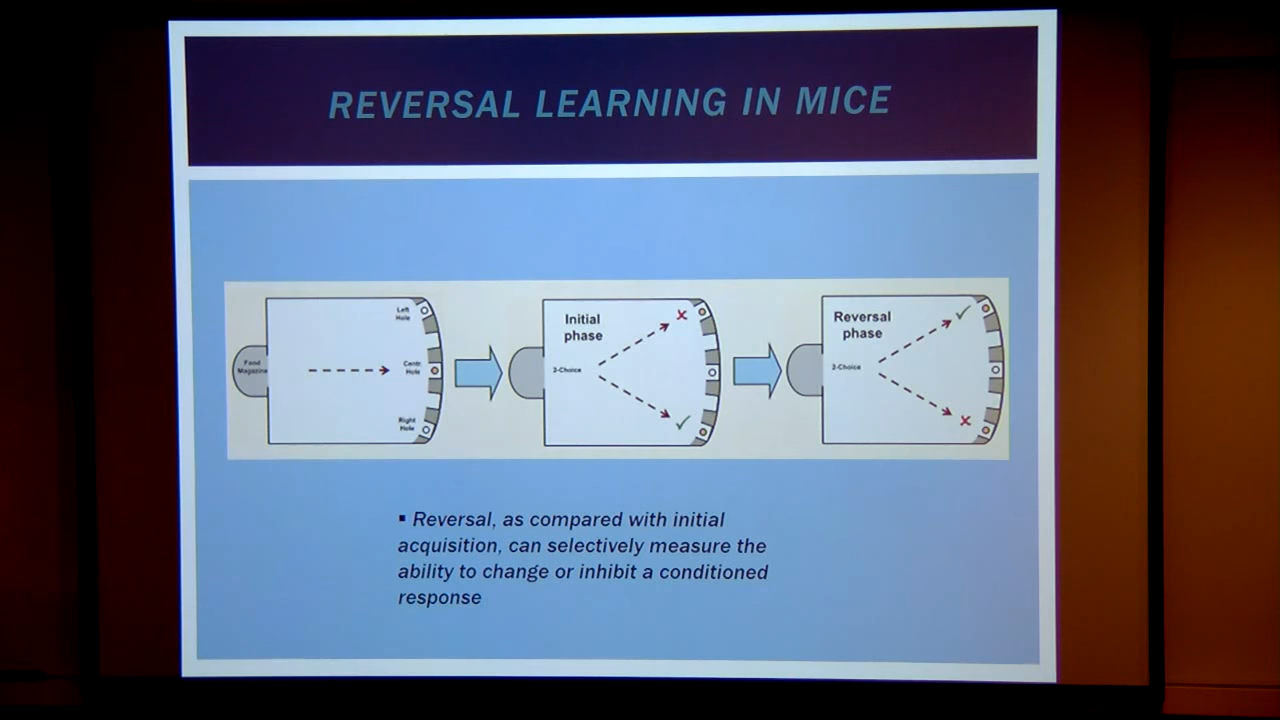 REVERSAL LEARNING IN MICE
Left
Hole
Food
Magazine
Centr.
Hole
Right
Hole
Initial
phase
2-Choice
Reversal
phase
2-Choice
▪ Reversal, as compared with initial
acquisition, can selectively measure the
ability to change or inhibit a conditioned
response